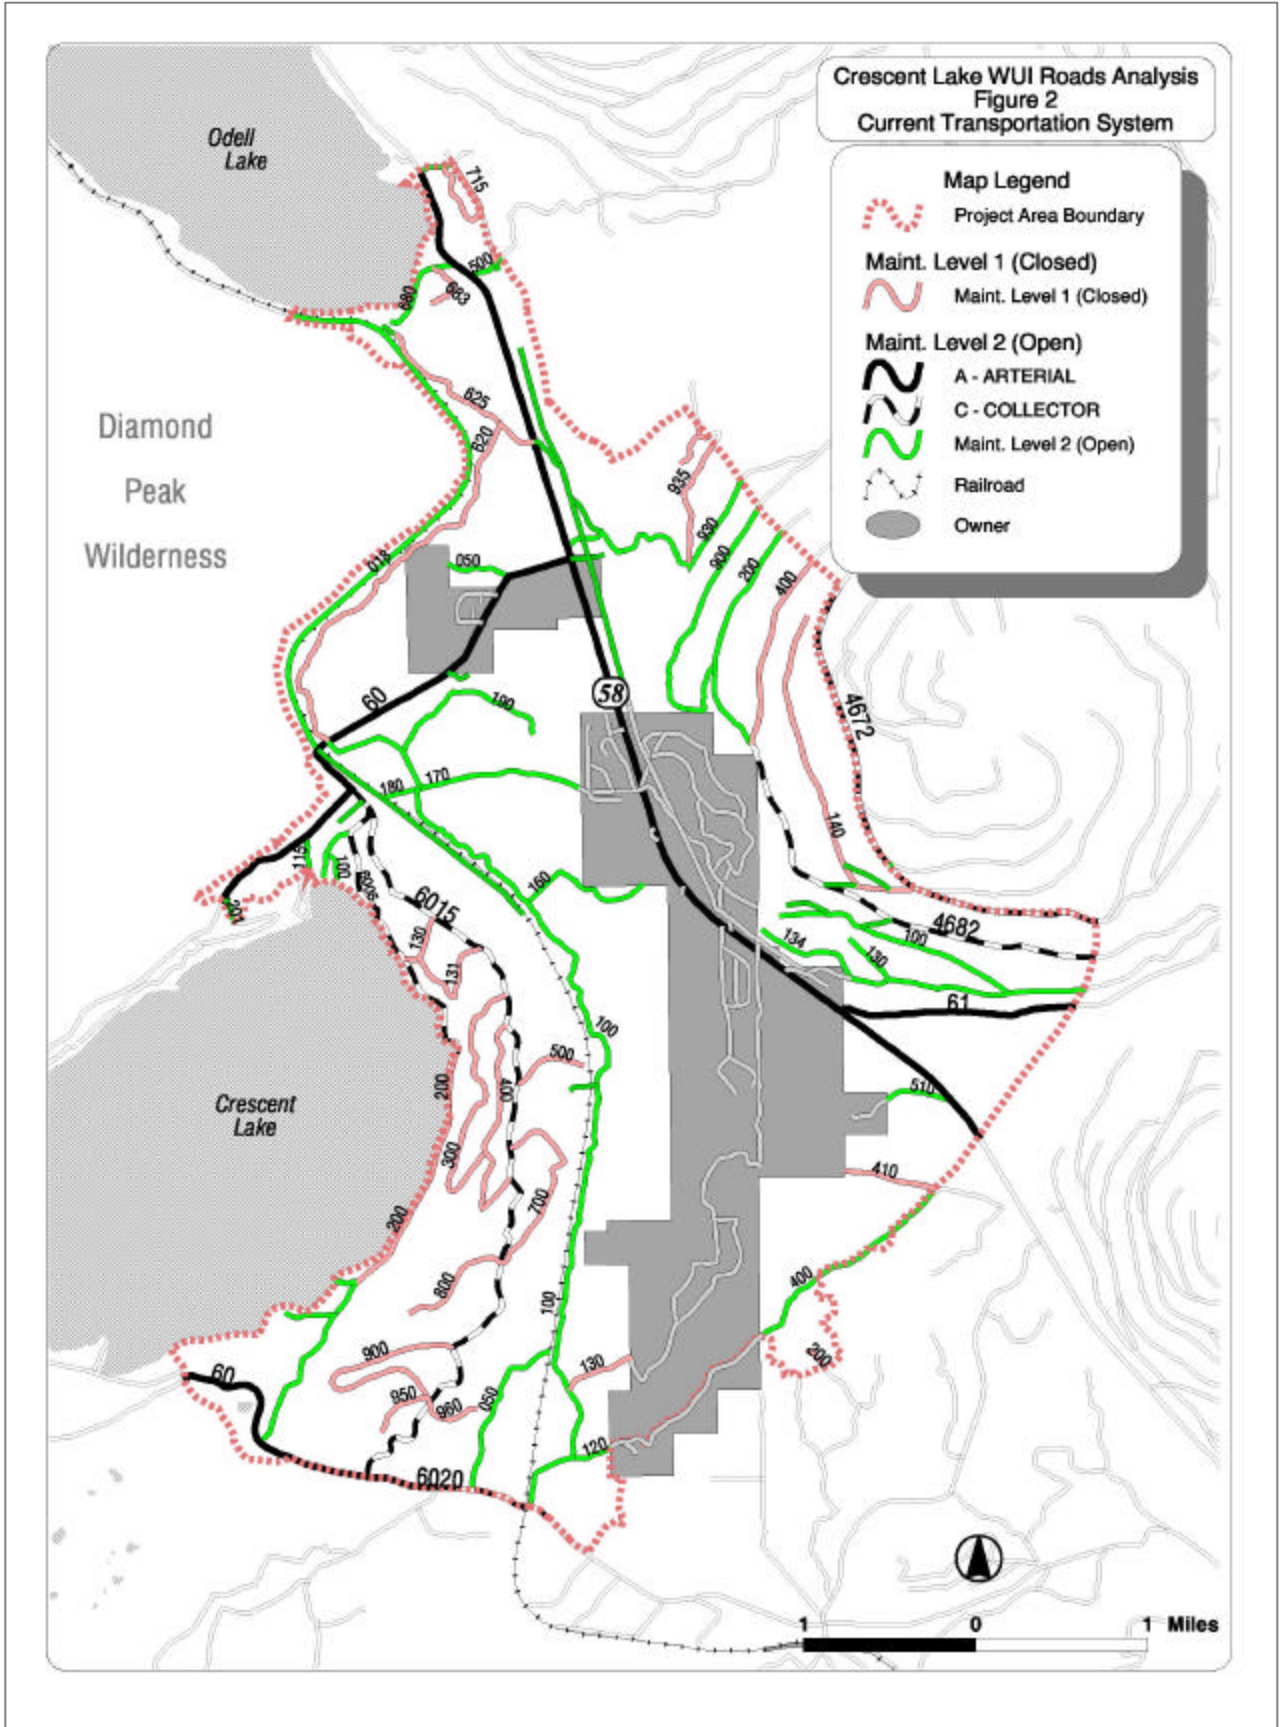 Crescent Lake WUI Roads Analysis
Figure 2
Current Transportation System
Map Legend
Project Area Boundary
Maint. Level 1 (Closed)
Maint. Level 1 (Closed)
Maint. Level 2 (Open)
A - ARTERIAL
C - COLLECTOR
Maint. Level 2 (Open)
Railroad
Owner
Odell
Lake
715
500
680
683
625
620
Diamond
Peak
Wilderness
935
930
900
200
400
018
050
60
58
190
4672
180
170
140
115
100
201
6015
160
4682
100
134
130
130
131
61
100
500
200
400
510
Crescent
Lake
300
410
700
200
800
400
100
900
130
200
60
950
960
050
120
6020
1
0
1 Miles